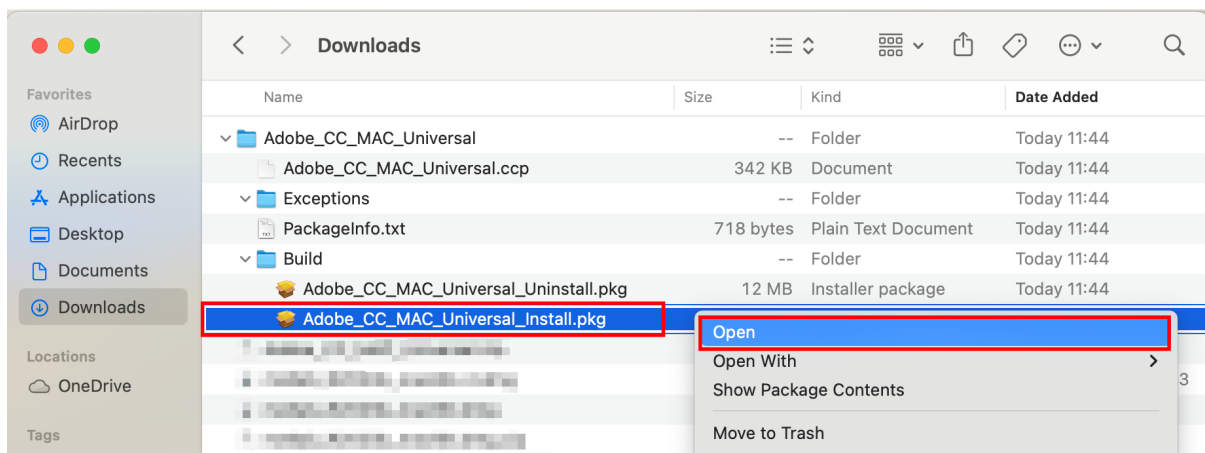 Downloads
Name Size Kind Date Added
Favorites
AirDrop
Recents
Applications
Desktop
Documents
Downloads
Locations
OneDrive
Tags
Adobe_CC_MAC_Universal -- Folder Today 11:44
Adobe_CC_MAC_Universal.ccp 342 KB Document Today 11:44
Exceptions -- Folder Today 11:44
PackageInfo.txt 718 bytes Plain Text Document Today 11:44
Build -- Folder Today 11:44
Adobe_CC_MAC_Universal_Uninstall.pkg 12 MB Installer package Today 11:44
Adobe_CC_MAC_Universal_Install.pkg
Open
Open With
Show Package Contents
Move to Trash
3